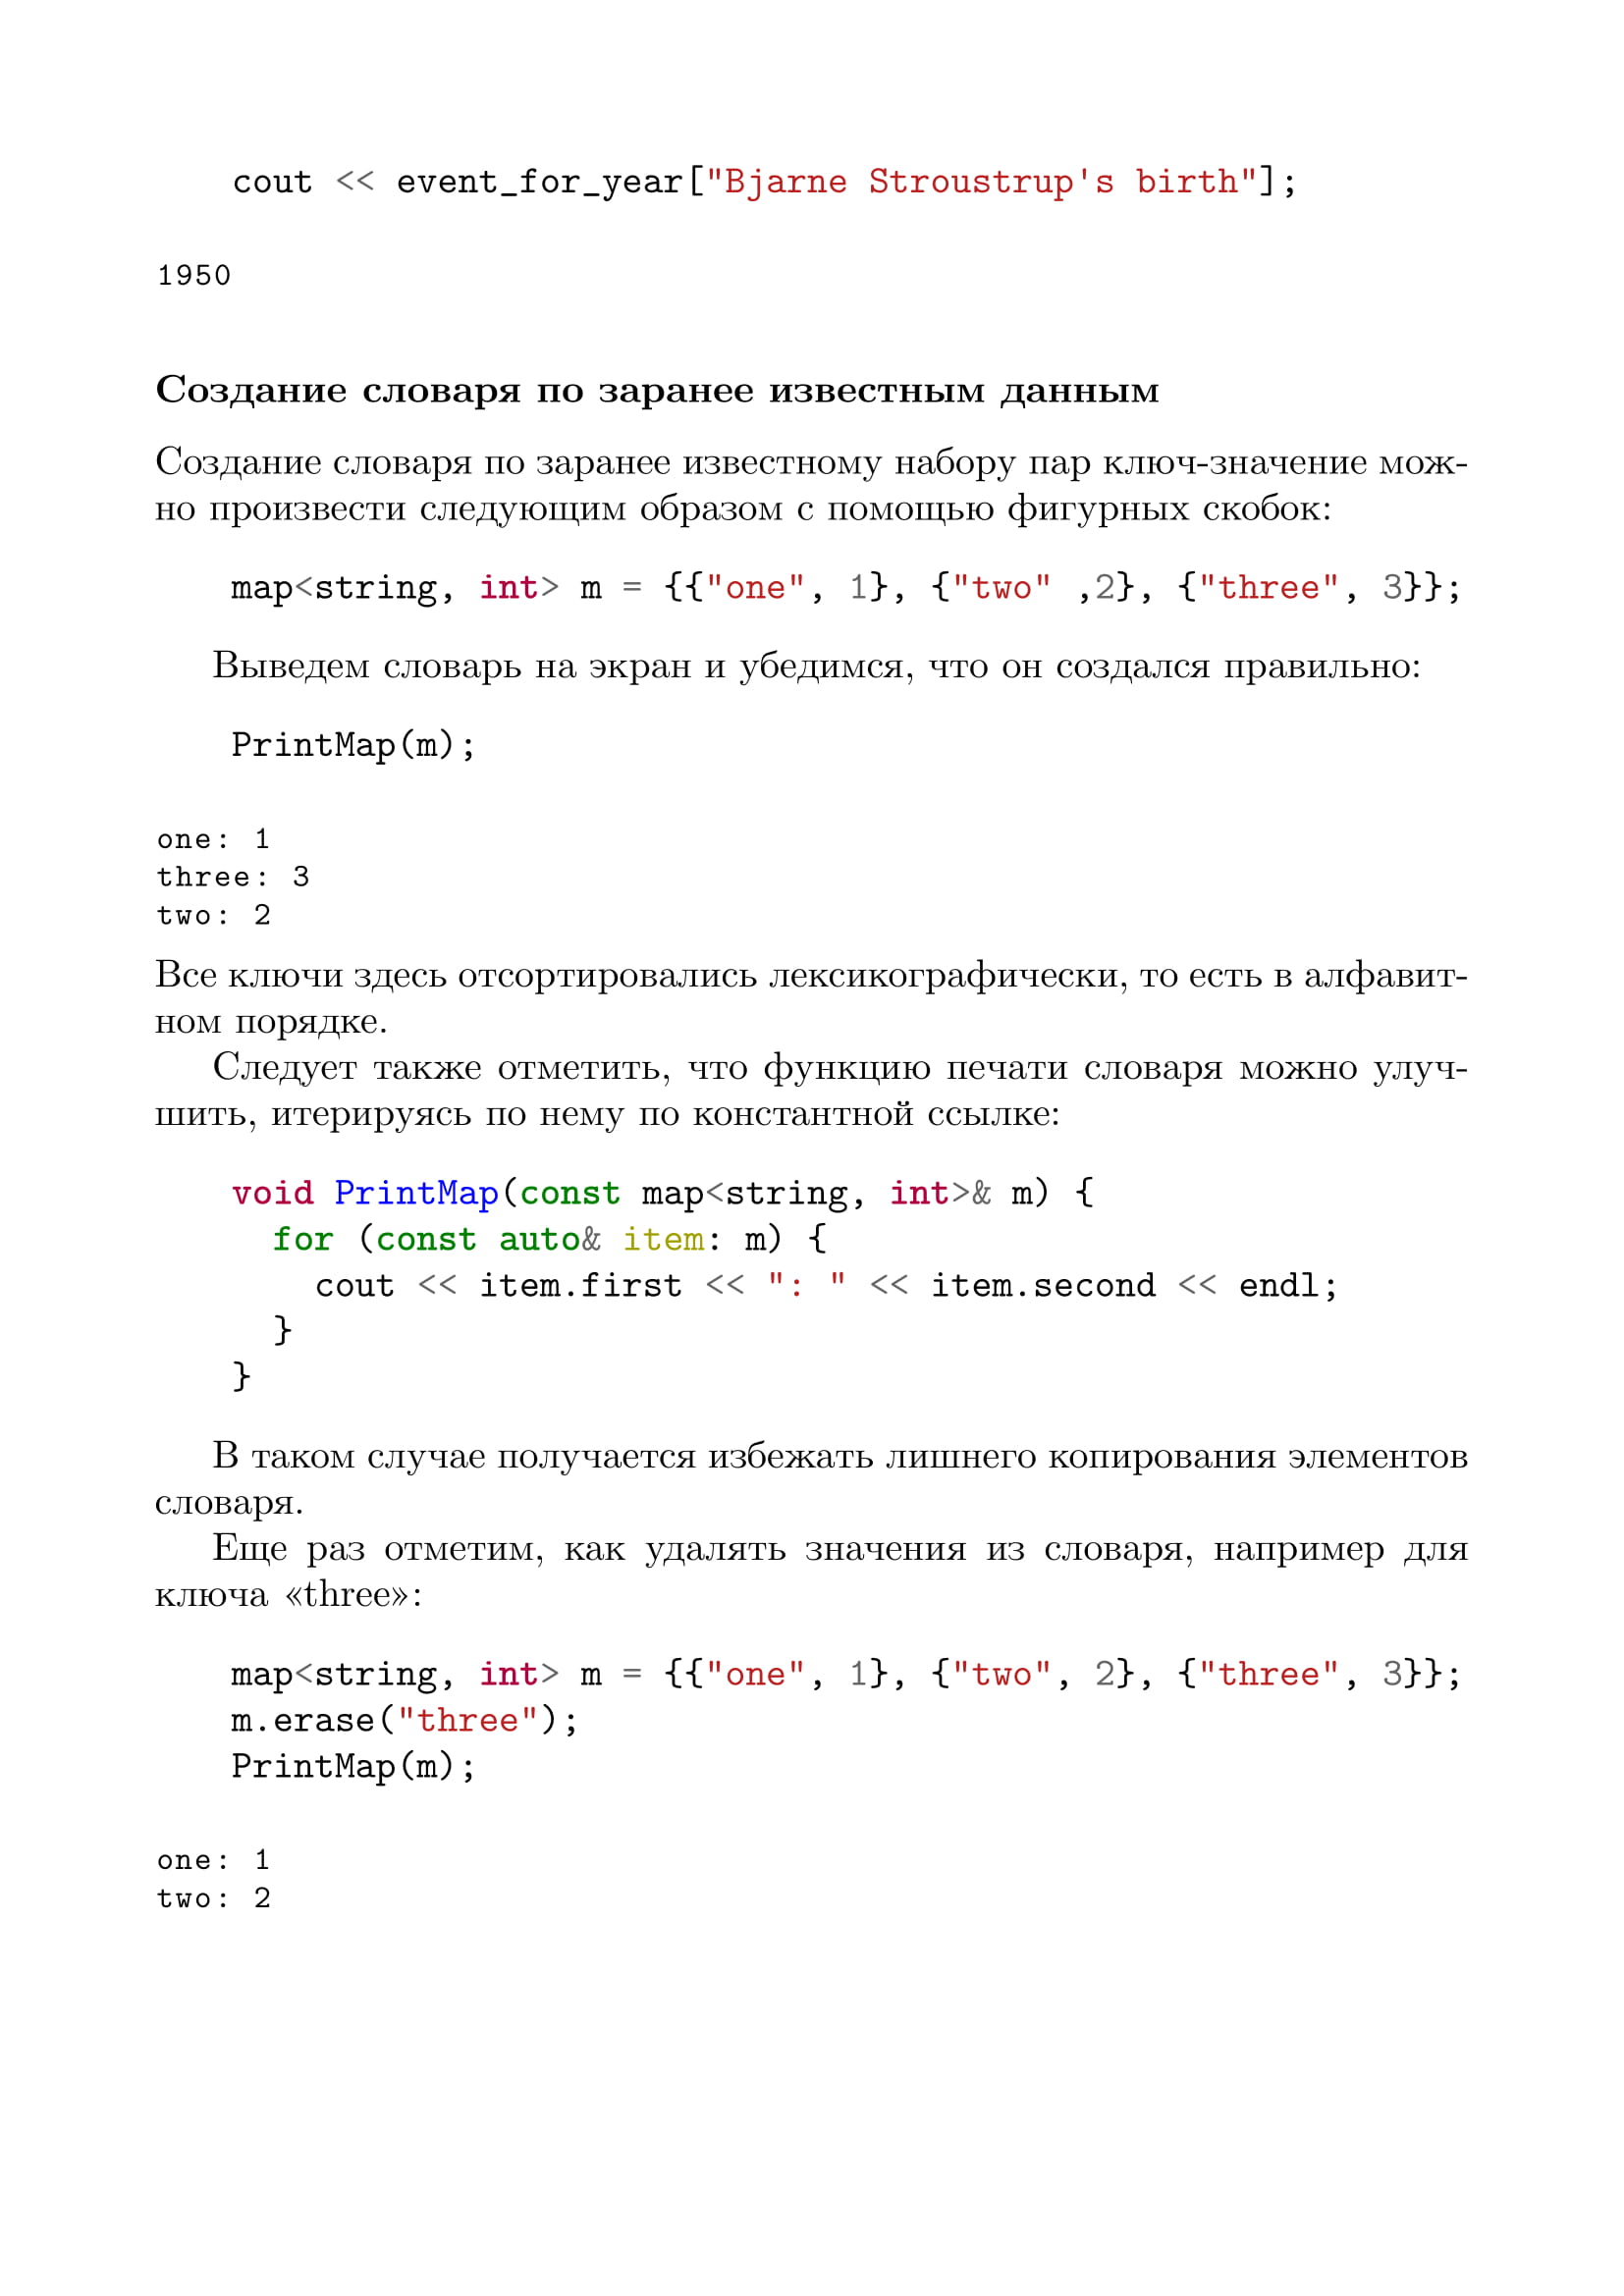 cout << event_for_year["Bjarne Stroustrup's birth"];
1950
Создание словаря по заранее известным данным
Создание словаря по заранее известному набору пар ключ-значение мож-
но произвести следующим образом с помощью фигурных скобок:
map<string, int> m = {{"one", 1}, {"two" ,2}, {"three", 3}};
Выведем словарь на экран и убедимся, что он создался правильно:
PrintMap(m);
one: 1
three: 3
two: 2
Все ключи здесь отсортировались лексикографически, то есть в алфавит-
ном порядке.
Следует также отметить, что функцию печати словаря можно улуч-
шить, итерируясь по нему по константной ссылке:
void PrintMap(const map<string, int>& m) {
  for (const auto& item: m) {
    cout << item.first << ": " << item.second << endl;
  }
}
В таком случае получается избежать лишнего копирования элементов
словаря.
Еще раз отметим, как удалять значения из словаря, например для
ключа «three»:
map<string, int> m = {{"one", 1}, {"two", 2}, {"three", 3}};
m.erase("three");
PrintMap(m);
one: 1
two: 2